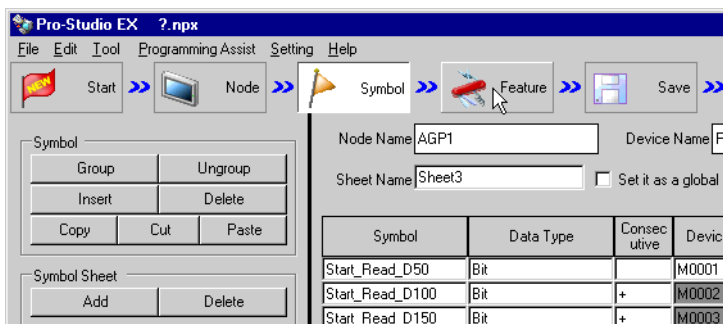 Pro-Studio EX ?.npx
File Edit Tool Programming Assist Setting Help
NEW Start Node Symbol Feature Save
Symbol
Group Ungroup
Insert Delete
Copy Cut Paste
Symbol Sheet
Add Delete
Node Name AGP1 Device Name
Sheet Name Sheet3 Set it as a global
Symbol Data Type Consecutive Devic
Start_Read_D50 Bit M0001
Start_Read_D100 Bit + M0002
Start_Read_D150 Bit + M0003